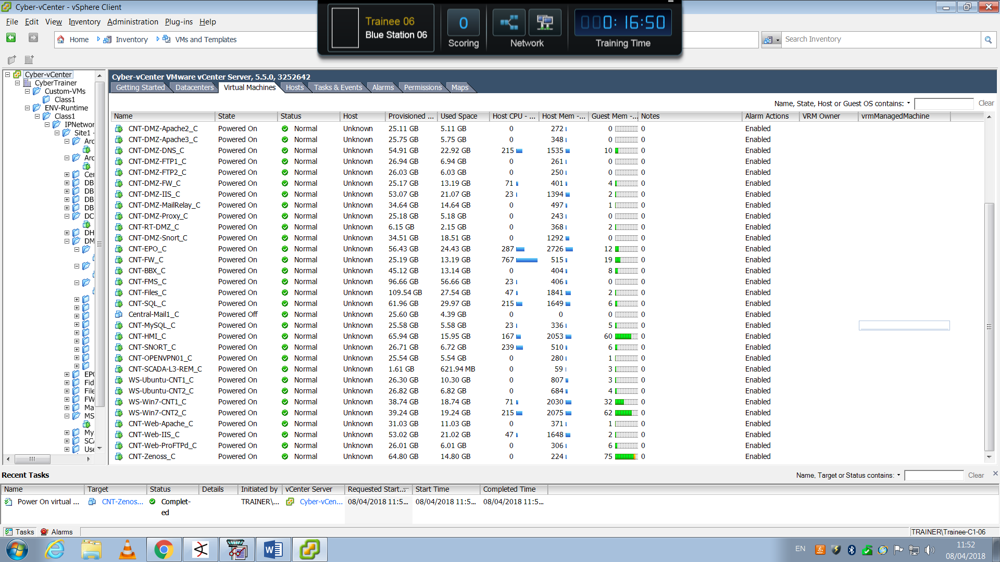 Cyber-vCenter - vSphere Client
File Edit View Inventory Administration Plug-ins Help
Home Inventory VMs and Templates
Search Inventory
Trainee 06
Blue Station 06
0
Scoring
Network
000:16:50
Training Time
Cyber-vCenter
CyberTrainer
Custom-VMs
Class1
ENV-Runtime
Class1
IPNetwor
Site1 -
Arc
Arc
Cer
DB
DB
DB
DB
DC
DH
DM
EPC
Fid
File
FW
Ma
MS
My
SCA
Use
Cyber-vCenter VMware vCenter Server, 5.5.0, 3252642
Getting Started Datacenters Virtual Machines Hosts Tasks & Events Alarms Permissions Maps
Name, State, Host or Guest OS contains: Clear
Name State Status Host Provisioned ... Used Space Host CPU - ... Host Mem -... Guest Mem -... Notes Alarm Actions VRM Owner vrmManagedMachine
CNT-DMZ-Apache2_C Powered On Normal Unknown 25.11 GB 5.11 GB 0 272 0 0 Enabled
CNT-DMZ-Apache3_C Powered On Normal Unknown 25.75 GB 5.75 GB 0 348 0 0 Enabled
CNT-DMZ-DNS_C Powered On Normal Unknown 54.91 GB 22.92 GB 215 1535 10 0 Enabled
CNT-DMZ-FTP1_C Powered On Normal Unknown 26.94 GB 6.94 GB 0 261 0 0 Enabled
CNT-DMZ-FTP2_C Powered On Normal Unknown 26.03 GB 6.03 GB 0 250 0 0 Enabled
CNT-DMZ-FW_C Powered On Normal Unknown 25.17 GB 13.19 GB 71 401 4 0 Enabled
CNT-DMZ-IIS_C Powered On Normal Unknown 53.07 GB 21.07 GB 23 1394 2 0 Enabled
CNT-DMZ-MailRelay_C Powered On Normal Unknown 34.64 GB 14.64 GB 0 497 1 0 Enabled
CNT-DMZ-Proxy_C Powered On Normal Unknown 25.18 GB 5.18 GB 0 243 0 0 Enabled
CNT-RT-DMZ_C Powered On Normal Unknown 6.15 GB 2.15 GB 0 368 2 0 Enabled
CNT-DMZ-Snort_C Powered On Normal Unknown 34.51 GB 18.51 GB 0 1292 0 0 Enabled
CNT-EPO_C Powered On Normal Unknown 56.43 GB 24.43 GB 287 2726 12 0 Enabled
CNT-FW_C Powered On Normal Unknown 25.19 GB 13.19 GB 767 515 19 0 Enabled
CNT-BBX_C Powered On Normal Unknown 45.12 GB 13.14 GB 0 404 8 0 Enabled
CNT-FMS_C Powered On Normal Unknown 96.66 GB 56.66 GB 23 406 0 0 Enabled
CNT-Files_C Powered On Normal Unknown 109.54 GB 27.54 GB 47 1841 2 0 Enabled
CNT-SQL_C Powered On Normal Unknown 61.96 GB 29.97 GB 215 1649 6 0 Enabled
Central-Mail1_C Powered Off Normal Unknown 25.60 GB 4.39 GB 0 0 0 0 Enabled
CNT-MySQL_C Powered On Normal Unknown 25.58 GB 5.58 GB 23 336 5 0 Enabled
CNT-HMI_C Powered On Normal Unknown 65.94 GB 15.95 GB 167 2053 60 0 Enabled
CNT-SNORT_C Powered On Normal Unknown 26.71 GB 6.72 GB 239 510 6 0 Enabled
CNT-OPENVPN01_C Powered On Normal Unknown 25.54 GB 5.54 GB 0 280 1 0 Enabled
CNT-SCADA-L3-REM_C Powered On Normal Unknown 1.61 GB 621.94 MB 0 59 3 0 Enabled
WS-Ubuntu-CNT1_C Powered On Normal Unknown 26.30 GB 10.30 GB 0 807 3 0 Enabled
WS-Ubuntu-CNT2_C Powered On Normal Unknown 26.82 GB 6.82 GB 0 684 4 0 Enabled
WS-Win7-CNT1_C Powered On Normal Unknown 38.74 GB 18.74 GB 71 2030 32 0 Enabled
WS-Win7-CNT2_C Powered On Normal Unknown 39.24 GB 19.24 GB 215 2075 62 0 Enabled
CNT-Web-Apache_C Powered On Normal Unknown 31.03 GB 11.03 GB 0 371 1 0 Enabled
CNT-Web-IIS_C Powered On Normal Unknown 53.02 GB 21.02 GB 47 1648 2 0 Enabled
CNT-Web-ProFTPd_C Powered On Normal Unknown 26.01 GB 6.01 GB 0 306 6 0 Enabled
CNT-Zenoss_C Powered On Normal Unknown 64.80 GB 14.80 GB 0 224 75 0 Enabled
Recent Tasks
Name, Target or Status contains: Clear
Name Target Status Details Initiated by vCenter Server Requested Start... Start Time Completed Time
Power On virtual ... CNT-Zenos... Complet- TRAINER\... Cyber-vCen... 08/04/2018 11:5... 08/04/2018 11:5... 08/04/2018 11:5...
ed
Tasks Alarms
TRAINER\Trainee-C1-06
EN
11:52
08/04/2018